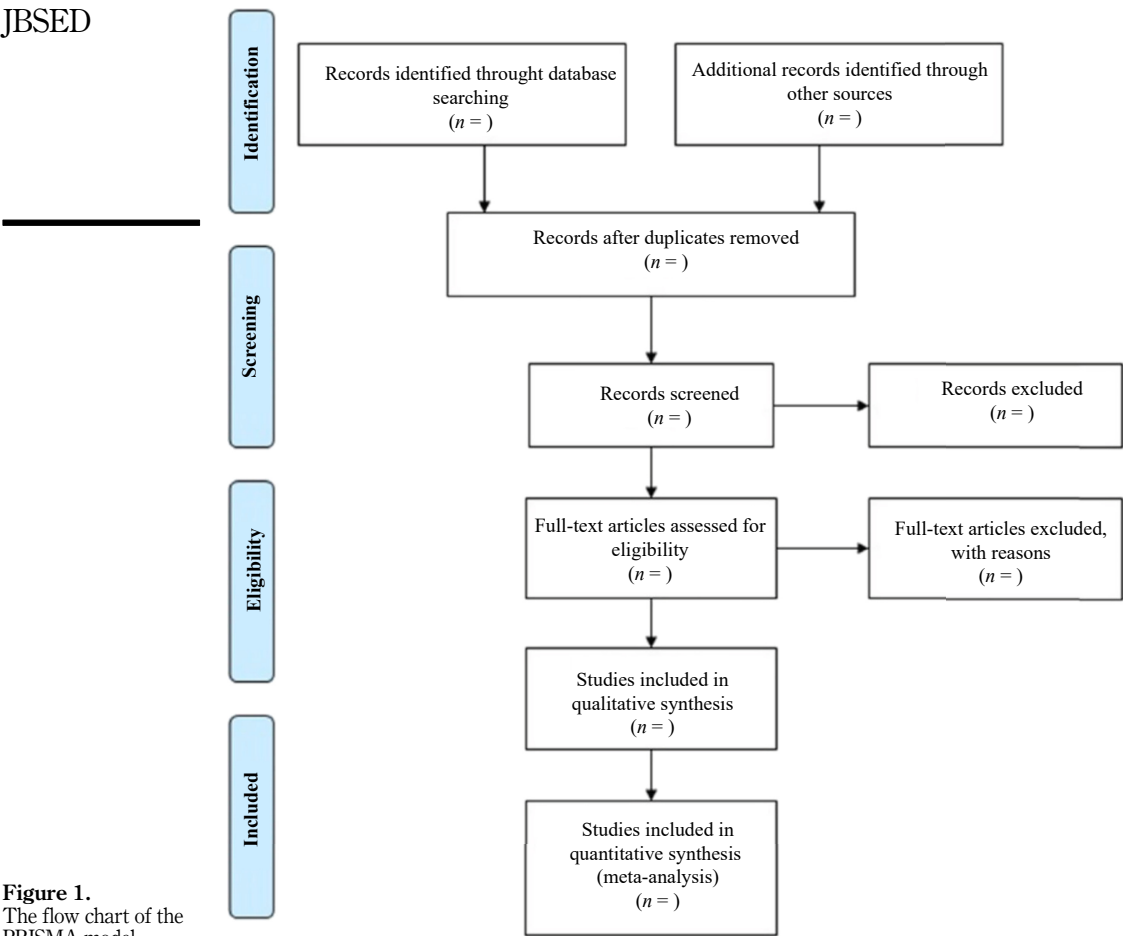 JBSED
Identification
Records identified throught database
searching
(n = )
Additional records identified through
other sources
(n = )
Records after duplicates removed
(n = )
Screening
Records screened
(n = )
Records excluded
(n = )
Eligibility
Full-text articles assessed for
eligibility
(n = )
Full-text articles excluded,
with reasons
(n = )
Studies included in
qualitative synthesis
(n = )
Included
Studies included in
quantitative synthesis
(meta-analysis)
(n = )
Figure 1.
The flow chart of the
PRISMA model